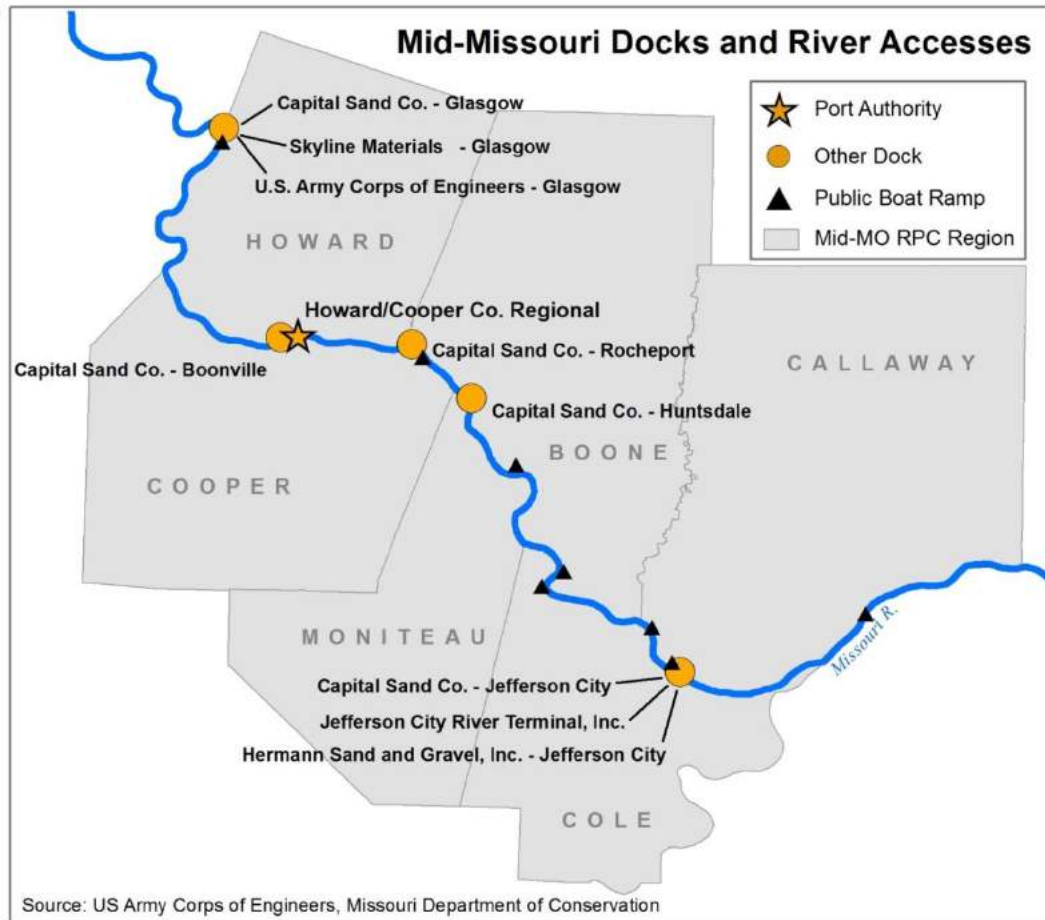 Mid-Missouri Docks and River Accesses
Port Authority
Other Dock
Public Boat Ramp
Mid-MO RPC Region
Capital Sand Co. - Glasgow
Skyline Materials - Glasgow
U.S. Army Corps of Engineers - Glasgow
HOWARD
Howard/Cooper Co. Regional
Capital Sand Co. - Rocheport
Capital Sand Co. - Boonville
CALLAWAY
Capital Sand Co. - Huntsdale
BOONE
COOPER
Missouri R.
MONITEAU
Capital Sand Co. - Jefferson City
Jefferson City River Terminal, Inc.
Hermann Sand and Gravel, Inc. - Jefferson City
COLE
Source: US Army Corps of Engineers, Missouri Department of Conservation